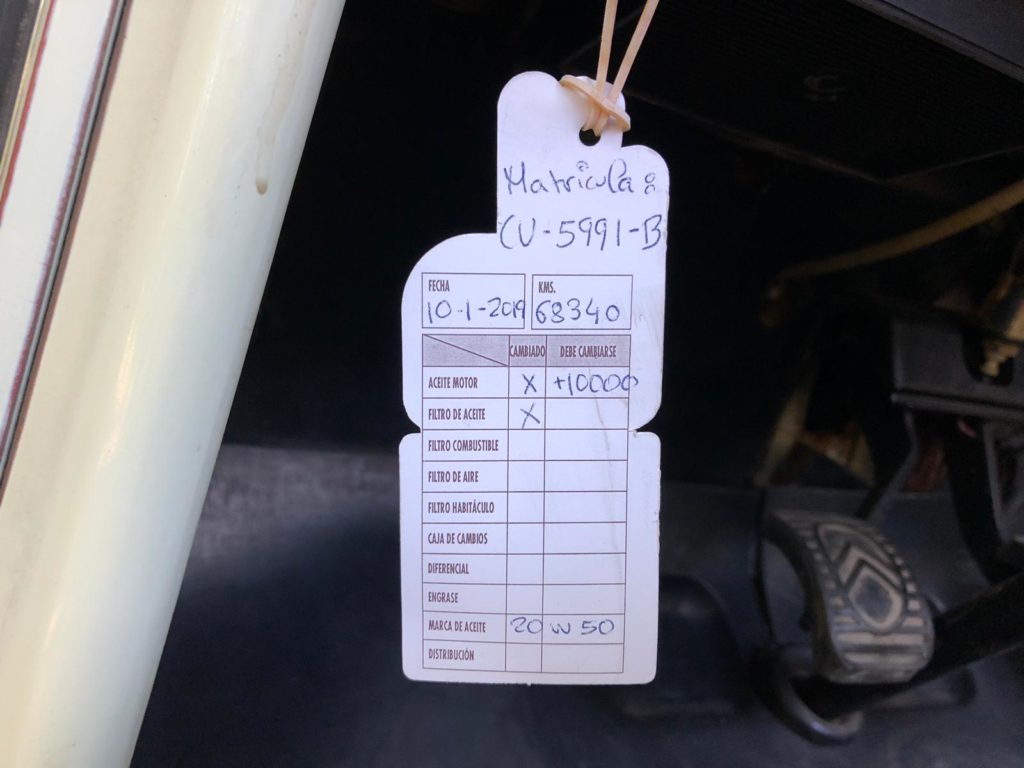 Matricula:
CU-5991-B
FECHA KMS.
10-1-2019 68340
CAMBIADO DEBE CAMBIARSE
ACEITE MOTOR X +10000
FILTRO DE ACEITE X
FILTRO COMBUSTIBLE
FILTRO DE AIRE
FILTRO HABITÁCULO
CAJA DE CAMBIOS
DIFERENCIAL
ENGRASE
MARCA DE ACEITE 20 W 50
DISTRIBUCIÓN